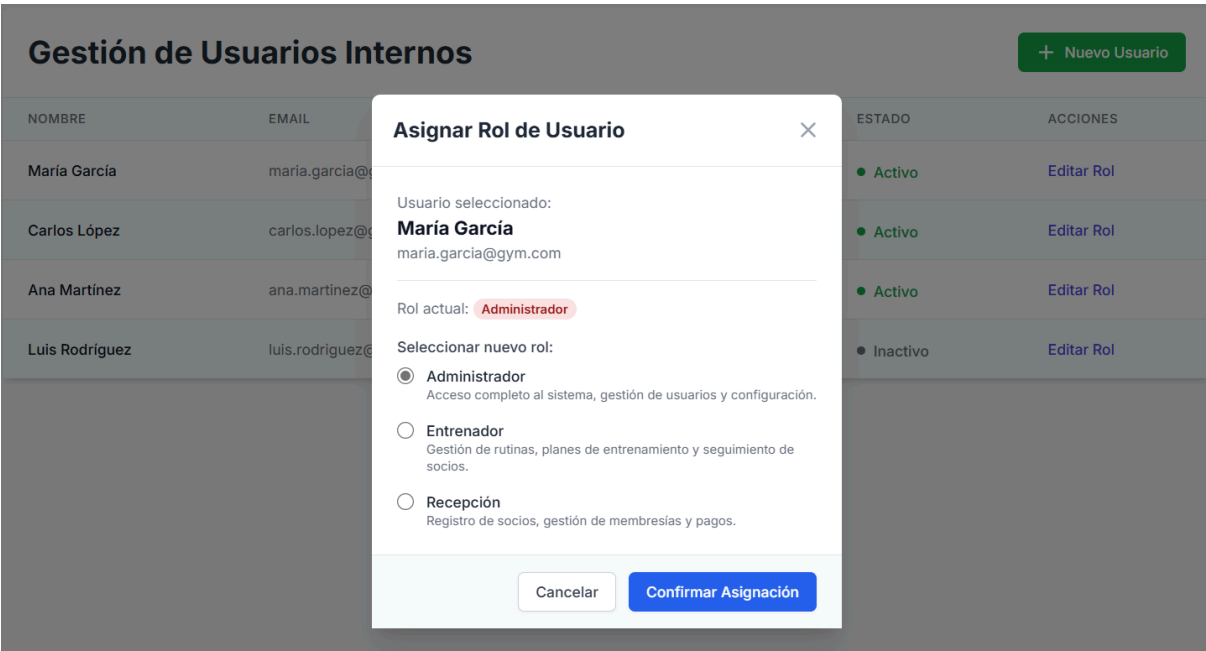 Gestión de Usuarios Internos
+ Nuevo Usuario
NOMBRE EMAIL ESTADO ACCIONES
María García maria.garcia@ Activo Editar Rol
Carlos López carlos.lopez@ Activo Editar Rol
Ana Martínez ana.martinez@ Activo Editar Rol
Luis Rodríguez luis.rodriguez@ Inactivo Editar Rol
Asignar Rol de Usuario
Usuario seleccionado:
María García
maria.garcia@gym.com
Rol actual: Administrador
Seleccionar nuevo rol:
Administrador
Acceso completo al sistema, gestión de usuarios y configuración.
Entrenador
Gestión de rutinas, planes de entrenamiento y seguimiento de
socios.
Recepción
Registro de socios, gestión de membresías y pagos.
Cancelar Confirmar Asignación